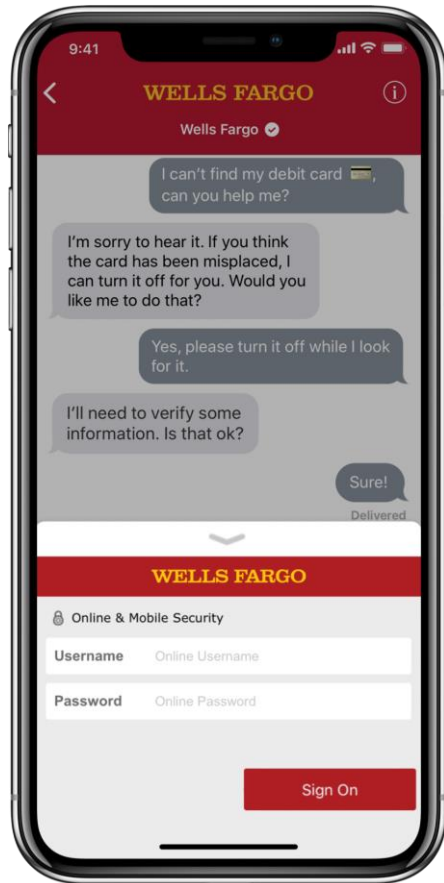 9:41
WELLS FARGO
Wells Fargo
I can't find my debit card 💳,
can you help me?
I'm sorry to hear it. If you think
the card has been misplaced, I
can turn it off for you. Would you
like me to do that?
Yes, please turn it off while I look
for it.
I'll need to verify some
information. Is that ok?
Sure!
Delivered
WELLS FARGO
Online & Mobile Security
Username Online Username
Password Online Password
Sign On